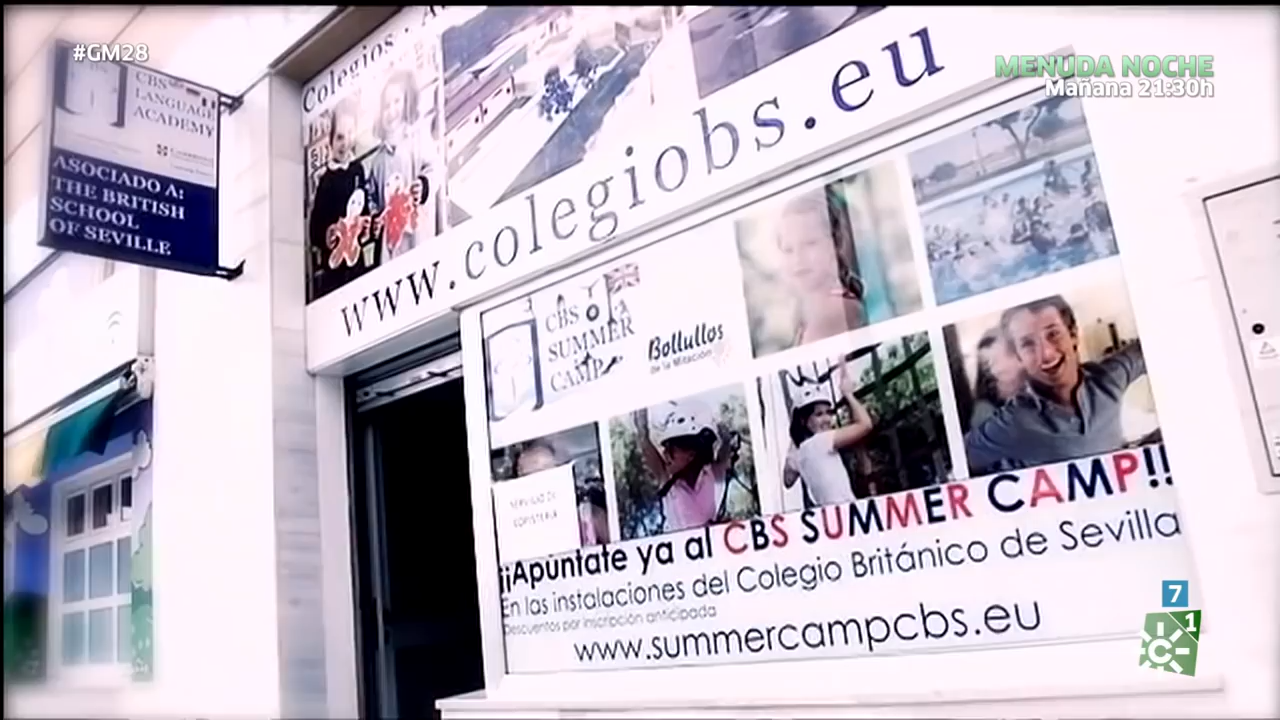 #GM28
MENUDA NOCHE
Mañana 21:30h
CBS
LANGUAGE
ACADEMY
ASOCIADO A:
THE BRITISH
SCHOOL
OF SEVILLE
Colegios
www.colegiobs.eu
CBS
SUMMER
CAMP
Bollullos
de la Mitación
SERVICIO DE
COPISTERIA
¡¡Apúntate ya al CBS SUMMER CAMP!!
En las instalaciones del Colegio Británico de Sevilla
Descuentos por inscripción anticipada
www.summercampcbs.eu
7
1